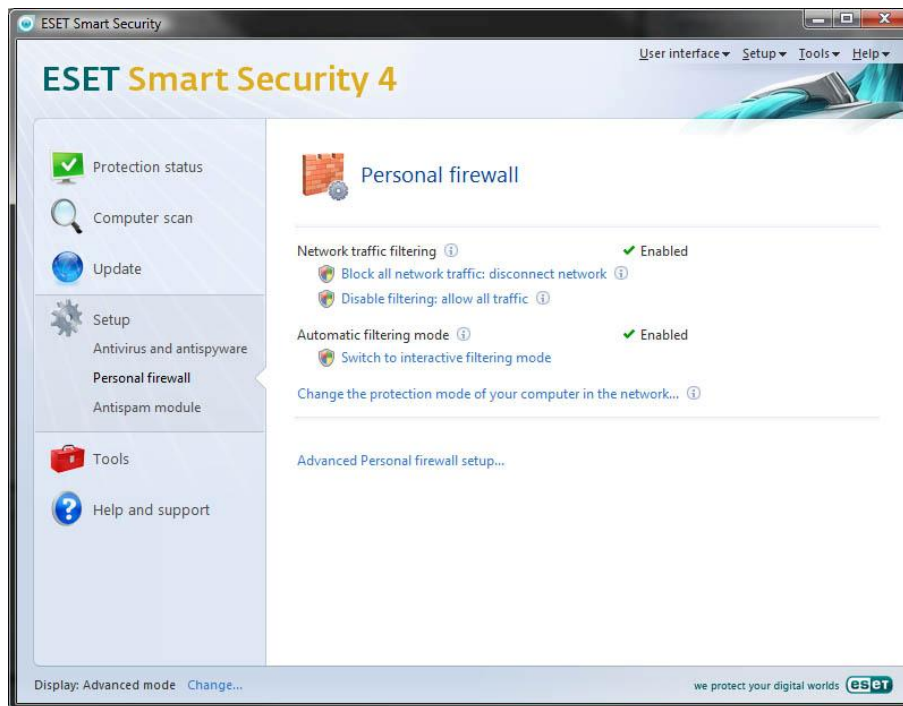 ESET Smart Security
User interface Setup Tools Help
ESET Smart Security 4
Protection status
Computer scan
Update
Setup
Antivirus and antispyware
Personal firewall
Antispam module
Tools
Help and support
Personal firewall
Network traffic filtering Enabled
Block all network traffic: disconnect network
Disable filtering: allow all traffic
Automatic filtering mode Enabled
Switch to interactive filtering mode
Change the protection mode of your computer in the network...
Advanced Personal firewall setup...
Display: Advanced mode Change...
we protect your digital worlds eset